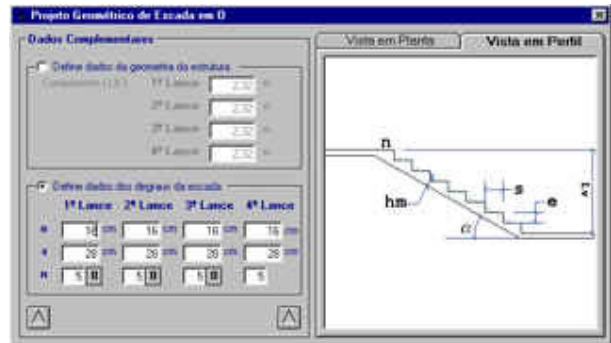 Projeto Geométrico de Escada em O
Dados Complementares
Define dados da geometria da estrutura
1º Lance 2,32 m
2º Lance 2,32 m
3º Lance 2,32 m
4º Lance 2,32 m
Define dados dos degraus da escada
1º Lance 2º Lance 3º Lance 4º Lance
e 16 cm 16 cm 16 cm 16 cm
s 28 cm 28 cm 28 cm 28 cm
N 5 5 5 5
Vista em Planta
Vista em Perfil
n
s
hm
e
α